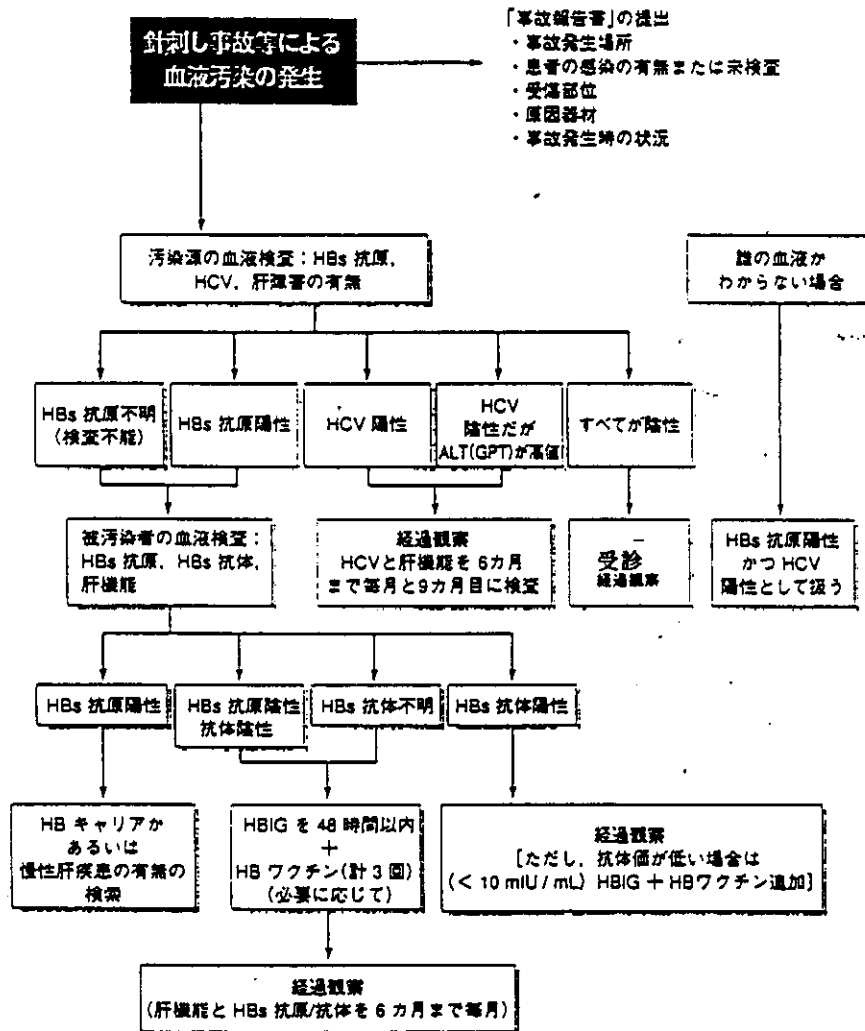 針刺し事故等による
血液汚染の発生
「事故報告書」の提出
・事故発生場所
・患者の感染の有無または未検査
・受傷部位
・原因器材
・事故発生時の状況
汚染源の血液検査：HBs 抗原，
HCV，肝障害の有無
誰の血液か
わからない場合
HBs 抗原不明
（検査不能）
HBs 抗原陽性
HCV 陽性
HCV
陰性だが
ALT(GPT)が高値
すべてが陰性
被汚染者の血液検査：
HBs 抗原，HBs 抗体，
肝機能
経過観察
HCVと肝機能を 6カ月
まで毎月と9カ月目に検査
受診
経過観察
HBs 抗原陽性
かつ HCV
陽性として扱う
HBs 抗原陽性
HBs 抗原陰性
抗体陰性
HBs 抗体不明
HBs 抗体陽性
HB キャリアか
あるいは
慢性肝疾患の有無の
検索
HBIG を 48 時間以内
＋
HB ワクチン（計 3 回）
（必要に応じて）
経過観察
［ただし，抗体価が低い場合は
（＜ 10 mIU / mL）HBIG ＋ HBワクチン追加］
経過観察
（肝機能と HBs 抗原/抗体を 6 カ月まで毎月）